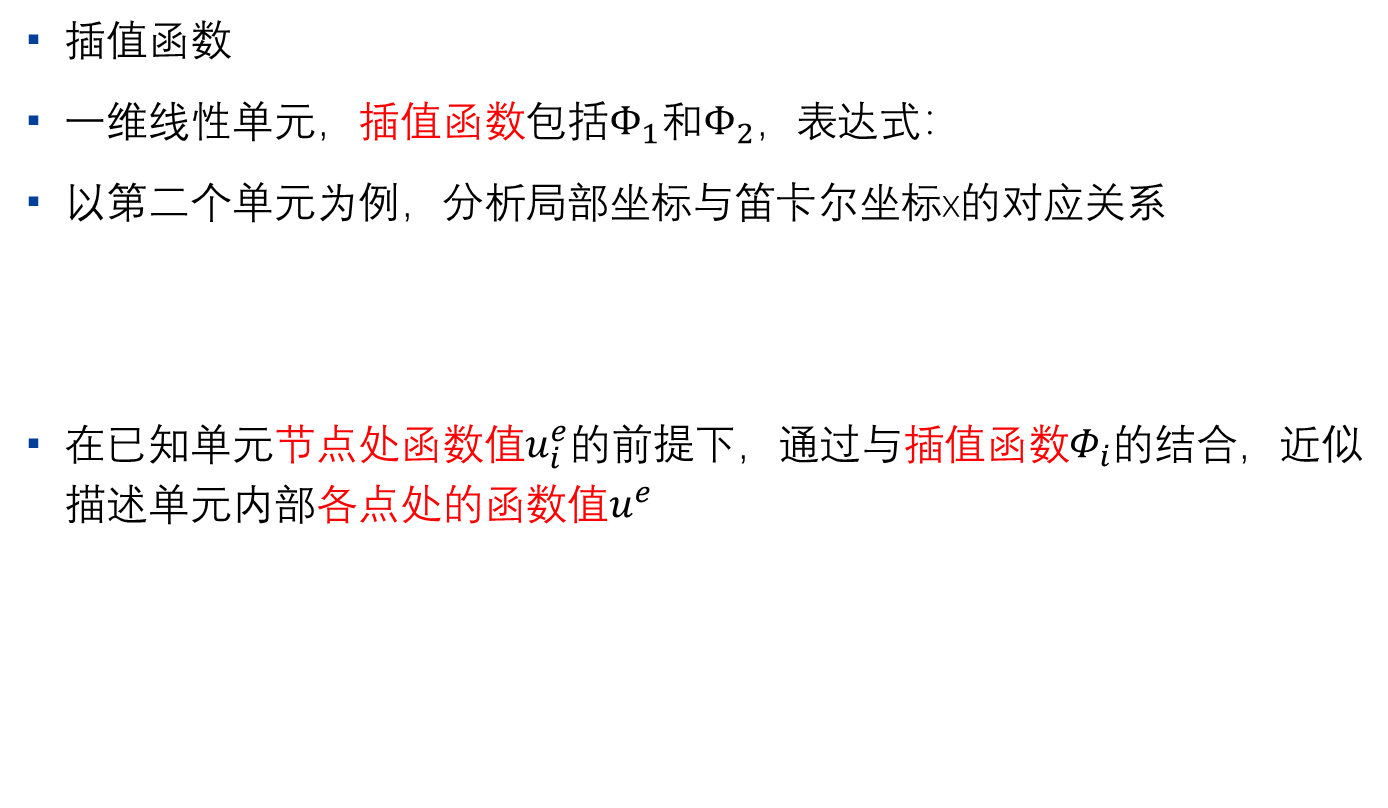 ▪ 插值函数
▪ 一维线性单元，插值函数包括Φ₁和Φ₂，表达式：
▪ 以第二个单元为例，分析局部坐标与笛卡尔坐标x的对应关系
▪ 在已知单元节点处函数值𝑢ᵢᵉ的前提下，通过与插值函数𝛷ᵢ的结合，近似
描述单元内部各点处的函数值𝑢ᵉ